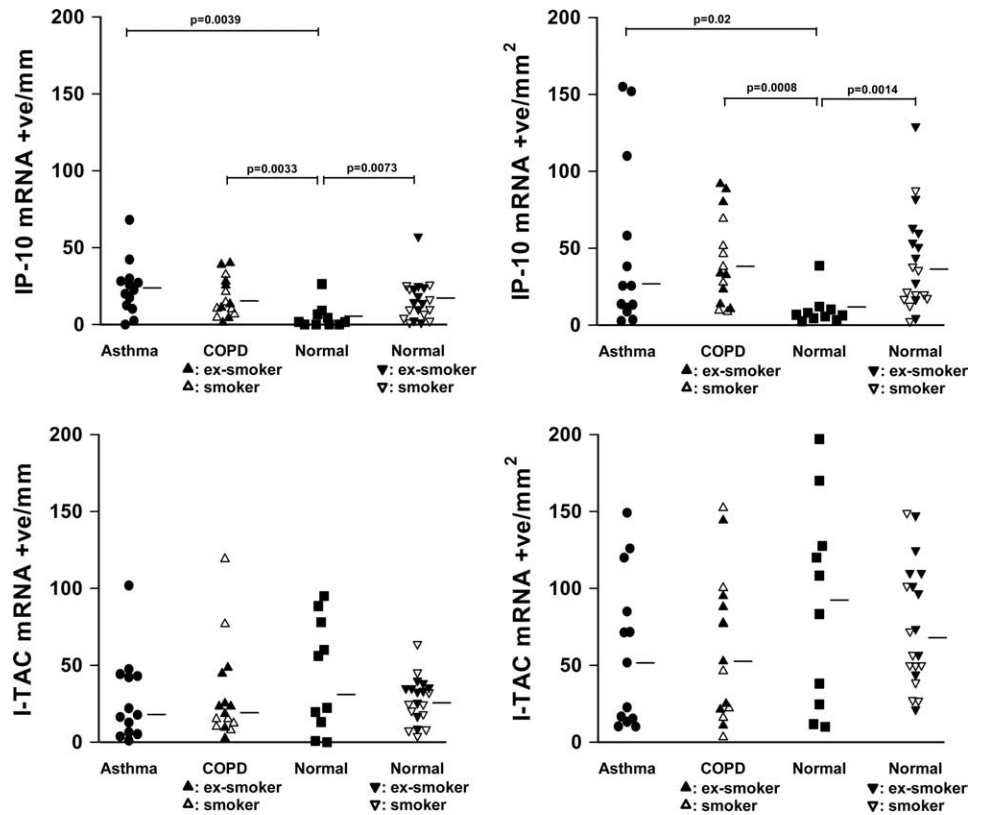 IP-10 mRNA +ve/mm
200
150
100
50
0
p=0.0039
p=0.0033
p=0.0073
Asthma
COPD
Normal
Normal
▲: ex-smoker
▼: ex-smoker
△: smoker
▽: smoker
IP-10 mRNA +ve/mm²
200
150
100
50
0
p=0.02
p=0.0008
p=0.0014
Asthma
COPD
Normal
Normal
▲: ex-smoker
▼: ex-smoker
△: smoker
▽: smoker
I-TAC mRNA +ve/mm
200
150
100
50
0
Asthma
COPD
Normal
Normal
▲: ex-smoker
▼: ex-smoker
△: smoker
▽: smoker
I-TAC mRNA +ve/mm²
200
150
100
50
0
Asthma
COPD
Normal
Normal
▲: ex-smoker
▼: ex-smoker
△: smoker
▽: smoker